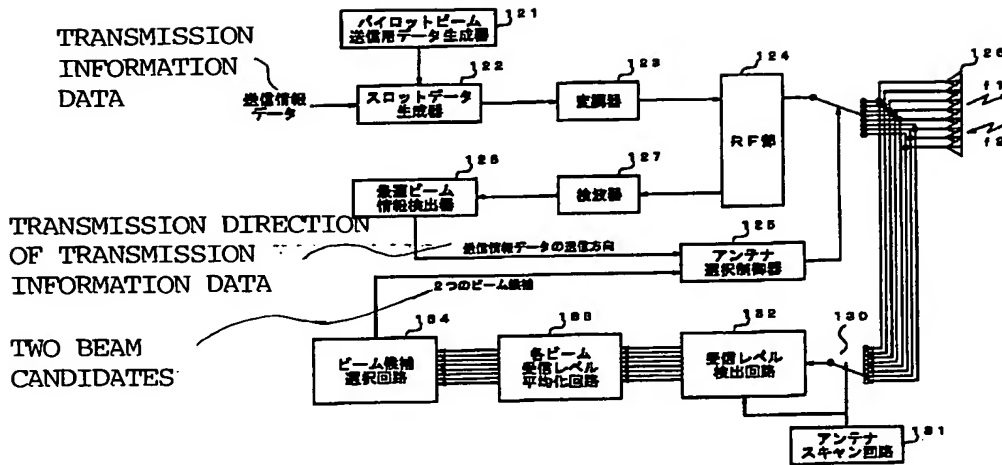 121
パイロットビーム
送信用データ生成器
TRANSMISSION
INFORMATION
DATA
送信情報
データ
122
スロットデータ
生成器
123
変調器
124
RF部
126
f1
f2
126
最適ビーム
情報検出器
127
検波器
TRANSMISSION DIRECTION
OF TRANSMISSION
INFORMATION DATA
送信情報データの送信方向
125
アンテナ
選択制御器
2つのビーム候補
TWO BEAM
CANDIDATES
134
ビーム候補
選択回路
133
各ビーム
受信レベル
平均化回路
132
受信レベル
検出回路
130
131
アンテナ
スキャン回路